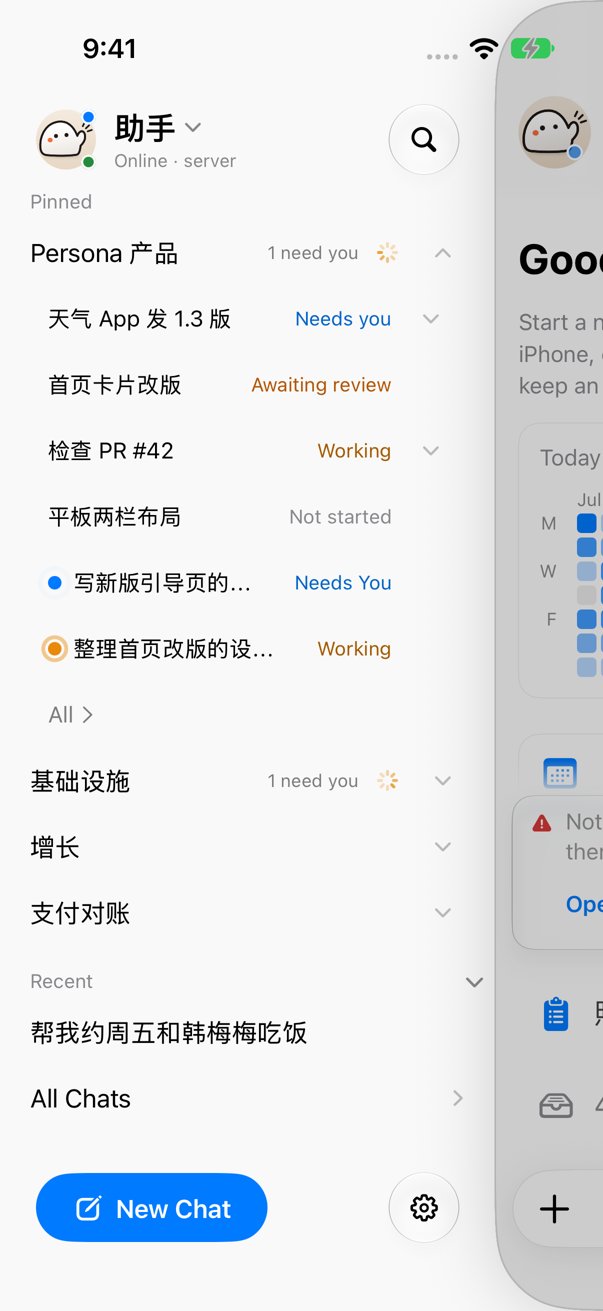 9:41
助手
Online · server
Pinned
Persona 产品
1 need you
天气 App 发 1.3 版
Needs you
首页卡片改版
Awaiting review
检查 PR #42
Working
平板两栏布局
Not started
写新版引导页的…
Needs You
整理首页改版的设…
Working
All
基础设施
1 need you
增长
支付对账
Recent
帮我约周五和韩梅梅吃饭
All Chats
New Chat
Start a
iPhone,
keep an
Today
Jul
M
W
F